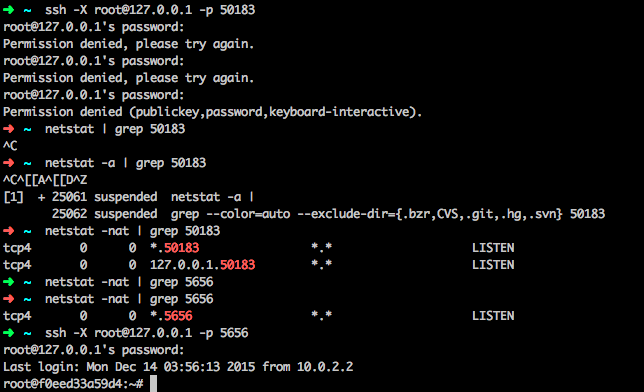 ➜ ~ ssh -X root@127.0.0.1 -p 50183
root@127.0.0.1's password:
Permission denied, please try again.
root@127.0.0.1's password:
Permission denied, please try again.
root@127.0.0.1's password:
Permission denied (publickey,password,keyboard-interactive).
➜ ~ netstat | grep 50183
^C
➜ ~ netstat -a | grep 50183
^C^[[A^[[D^Z
[1] + 25061 suspended netstat -a |
25062 suspended grep --color=auto --exclude-dir={.bzr,CVS,.git,.hg,.svn} 50183
➜ ~ netstat -nat | grep 50183
tcp4 0 0 *.50183 *.* LISTEN
tcp4 0 0 127.0.0.1.50183 *.* LISTEN
➜ ~ netstat -nat | grep 5656
➜ ~ netstat -nat | grep 5656
tcp4 0 0 *.5656 *.* LISTEN
➜ ~ ssh -X root@127.0.0.1 -p 5656
root@127.0.0.1's password:
Last login: Mon Dec 14 03:56:13 2015 from 10.0.2.2
root@f0eed33a59d4:~#